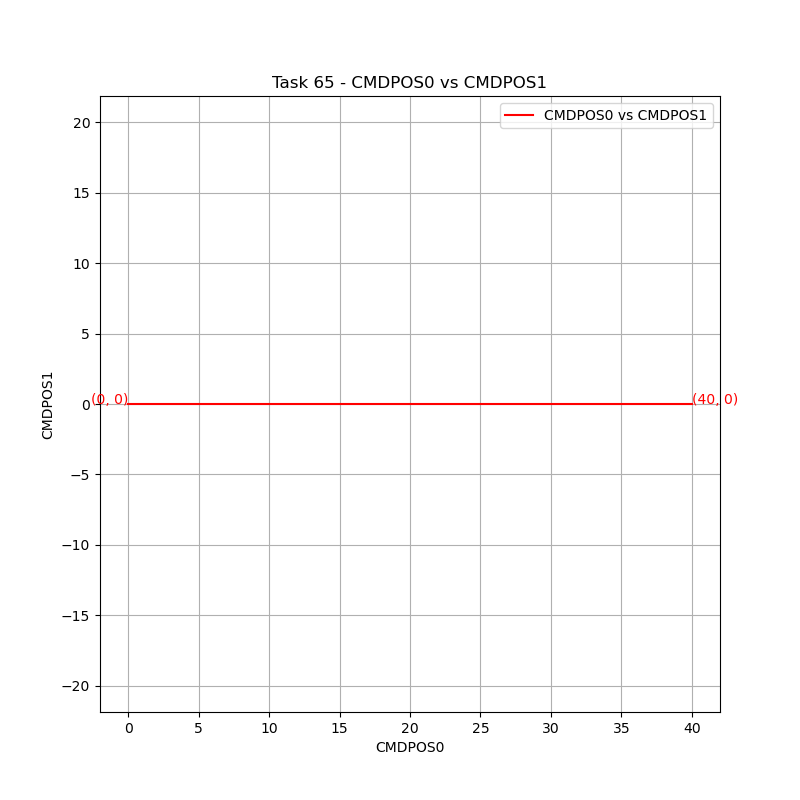 Task 65 - CMDPOS0 vs CMDPOS1
CMDPOS0 vs CMDPOS1
20
15
10
5
0
−5
−10
−15
−20
(0, 0)
(40, 0)
CMDPOS1
0 5 10 15 20 25 30 35 40
CMDPOS0